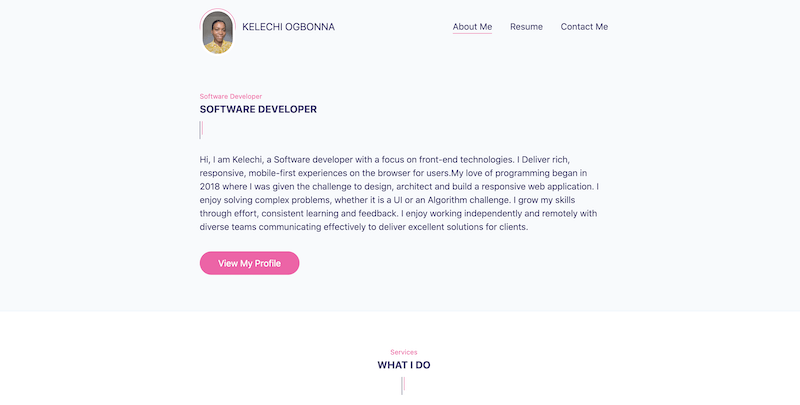 KELECHI OGBONNA
About Me Resume Contact Me
Software Developer
SOFTWARE DEVELOPER
Hi, I am Kelechi, a Software developer with a focus on front-end technologies. I Deliver rich,
responsive, mobile-first experiences on the browser for users.My love of programming began in
2018 where I was given the challenge to design, architect and build a responsive web application. I
enjoy solving complex problems, whether it is a UI or an Algorithm challenge. I grow my skills
through effort, consistent learning and feedback. I enjoy working independently and remotely with
diverse teams communicating effectively to deliver excellent solutions for clients.
View My Profile
Services
WHAT I DO